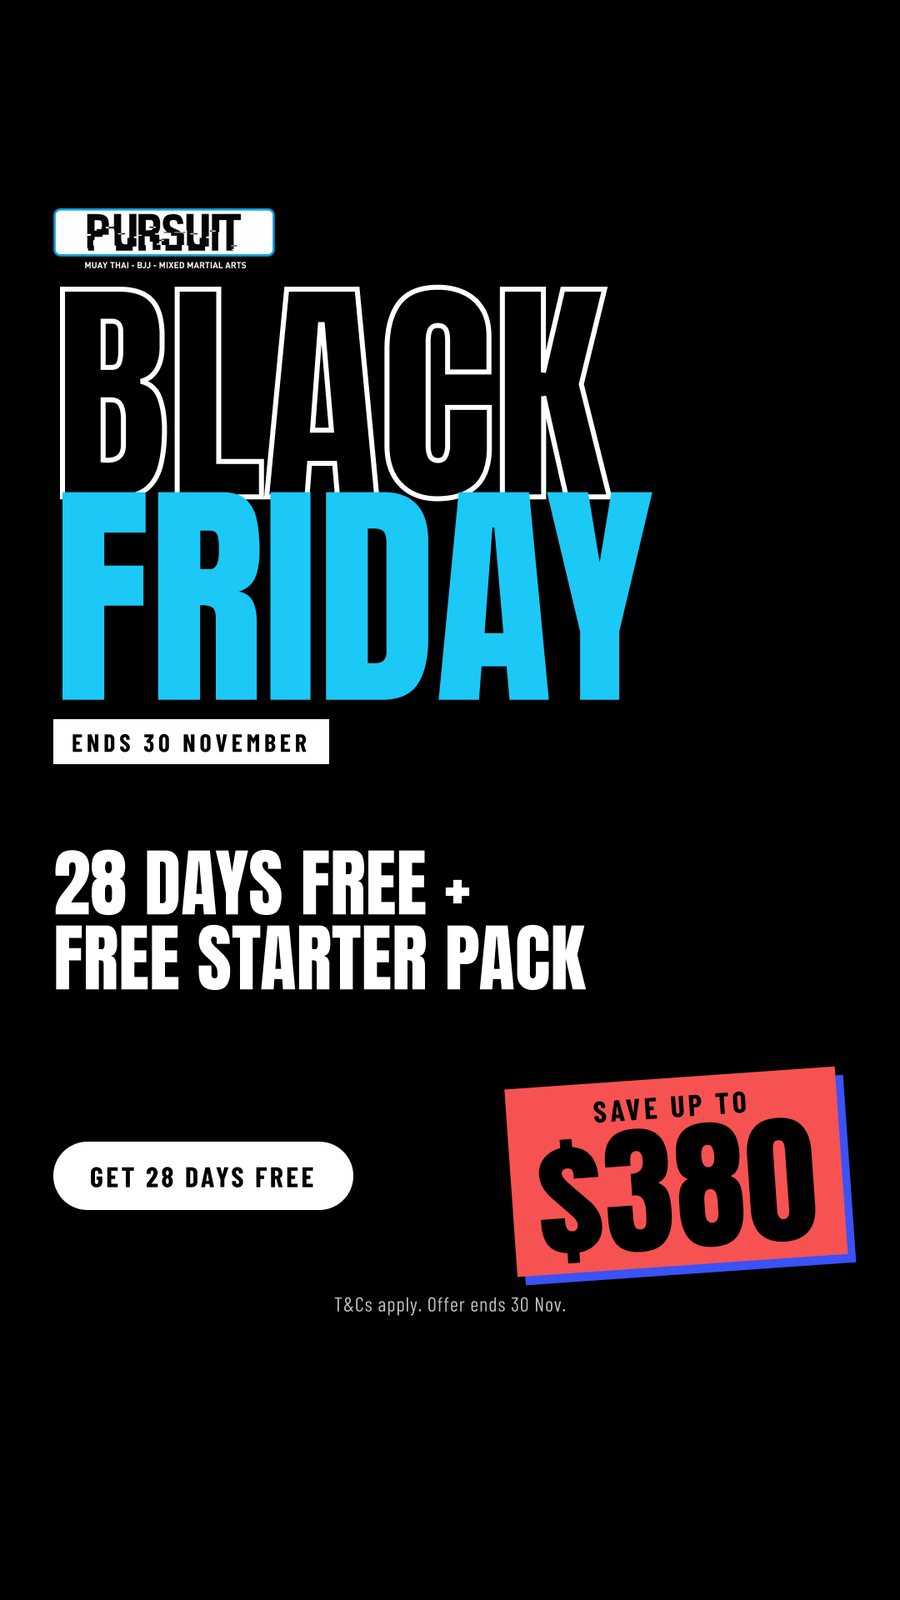 PURSUIT
MUAY THAI - BJJ - MIXED MARTIAL ARTS
BLACK
FRIDAY
ENDS 30 NOVEMBER
28 DAYS FREE +
FREE STARTER PACK
SAVE UP TO
$380
GET 28 DAYS FREE
T&Cs apply. Offer ends 30 Nov.